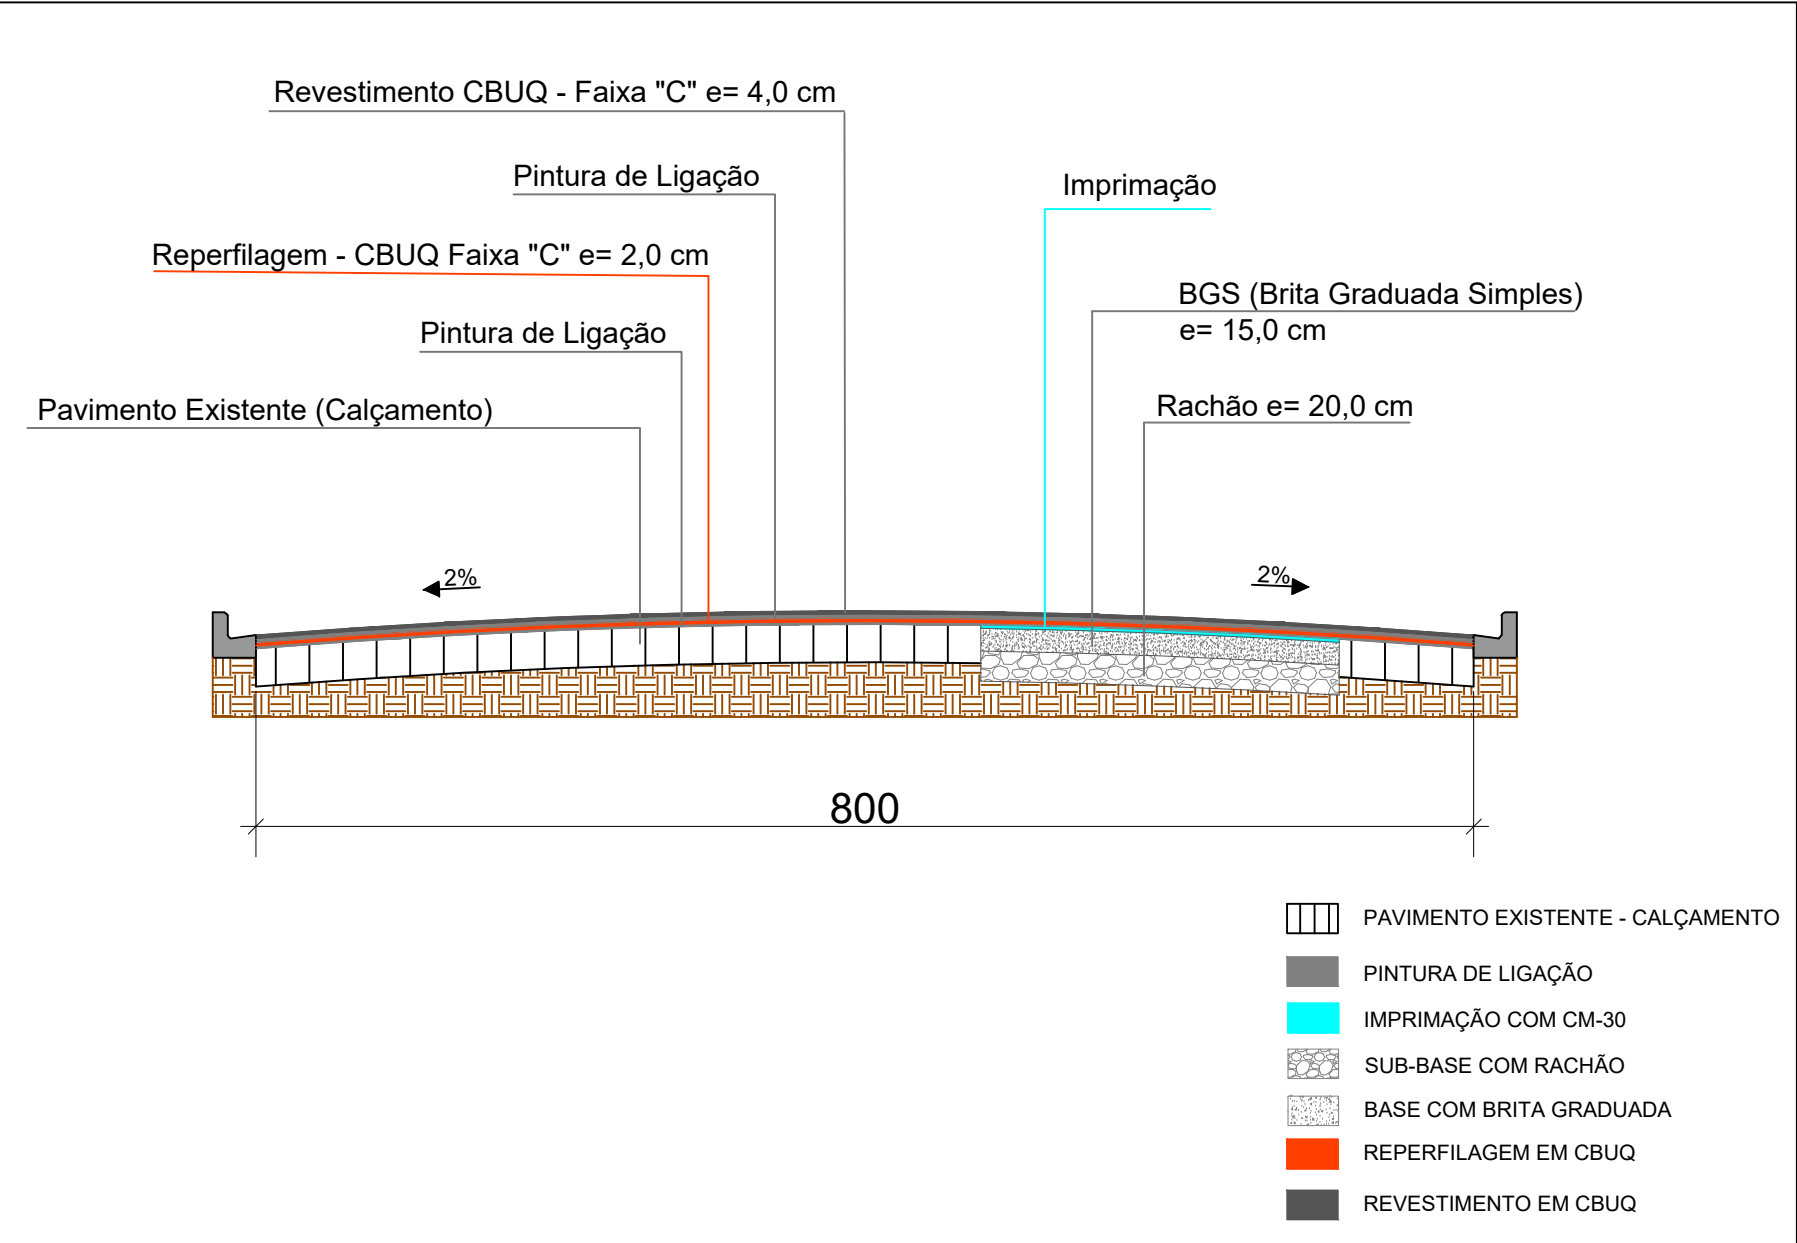 Revestimento CBUQ - Faixa "C" e= 4,0 cm
Pintura de Ligação
Imprimação
Reperfilagem - CBUQ Faixa "C" e= 2,0 cm
BGS (Brita Graduada Simples)
e= 15,0 cm
Pintura de Ligação
Pavimento Existente (Calçamento)
Rachão e= 20,0 cm
2%
2%
800
PAVIMENTO EXISTENTE - CALÇAMENTO
PINTURA DE LIGAÇÃO
IMPRIMAÇÃO COM CM-30
SUB-BASE COM RACHÃO
BASE COM BRITA GRADUADA
REPERFILAGEM EM CBUQ
REVESTIMENTO EM CBUQ